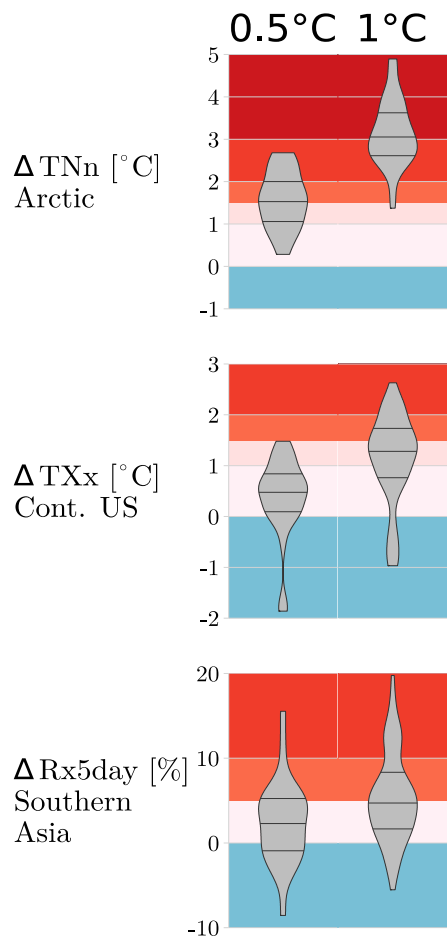 0.5°C 1°C
5
4
3
2
1
0
-1
Δ TNn [°C]
Arctic
3
2
1
0
-1
-2
Δ TXx [°C]
Cont. US
20
10
0
-10
Δ Rx5day [%]
Southern
Asia